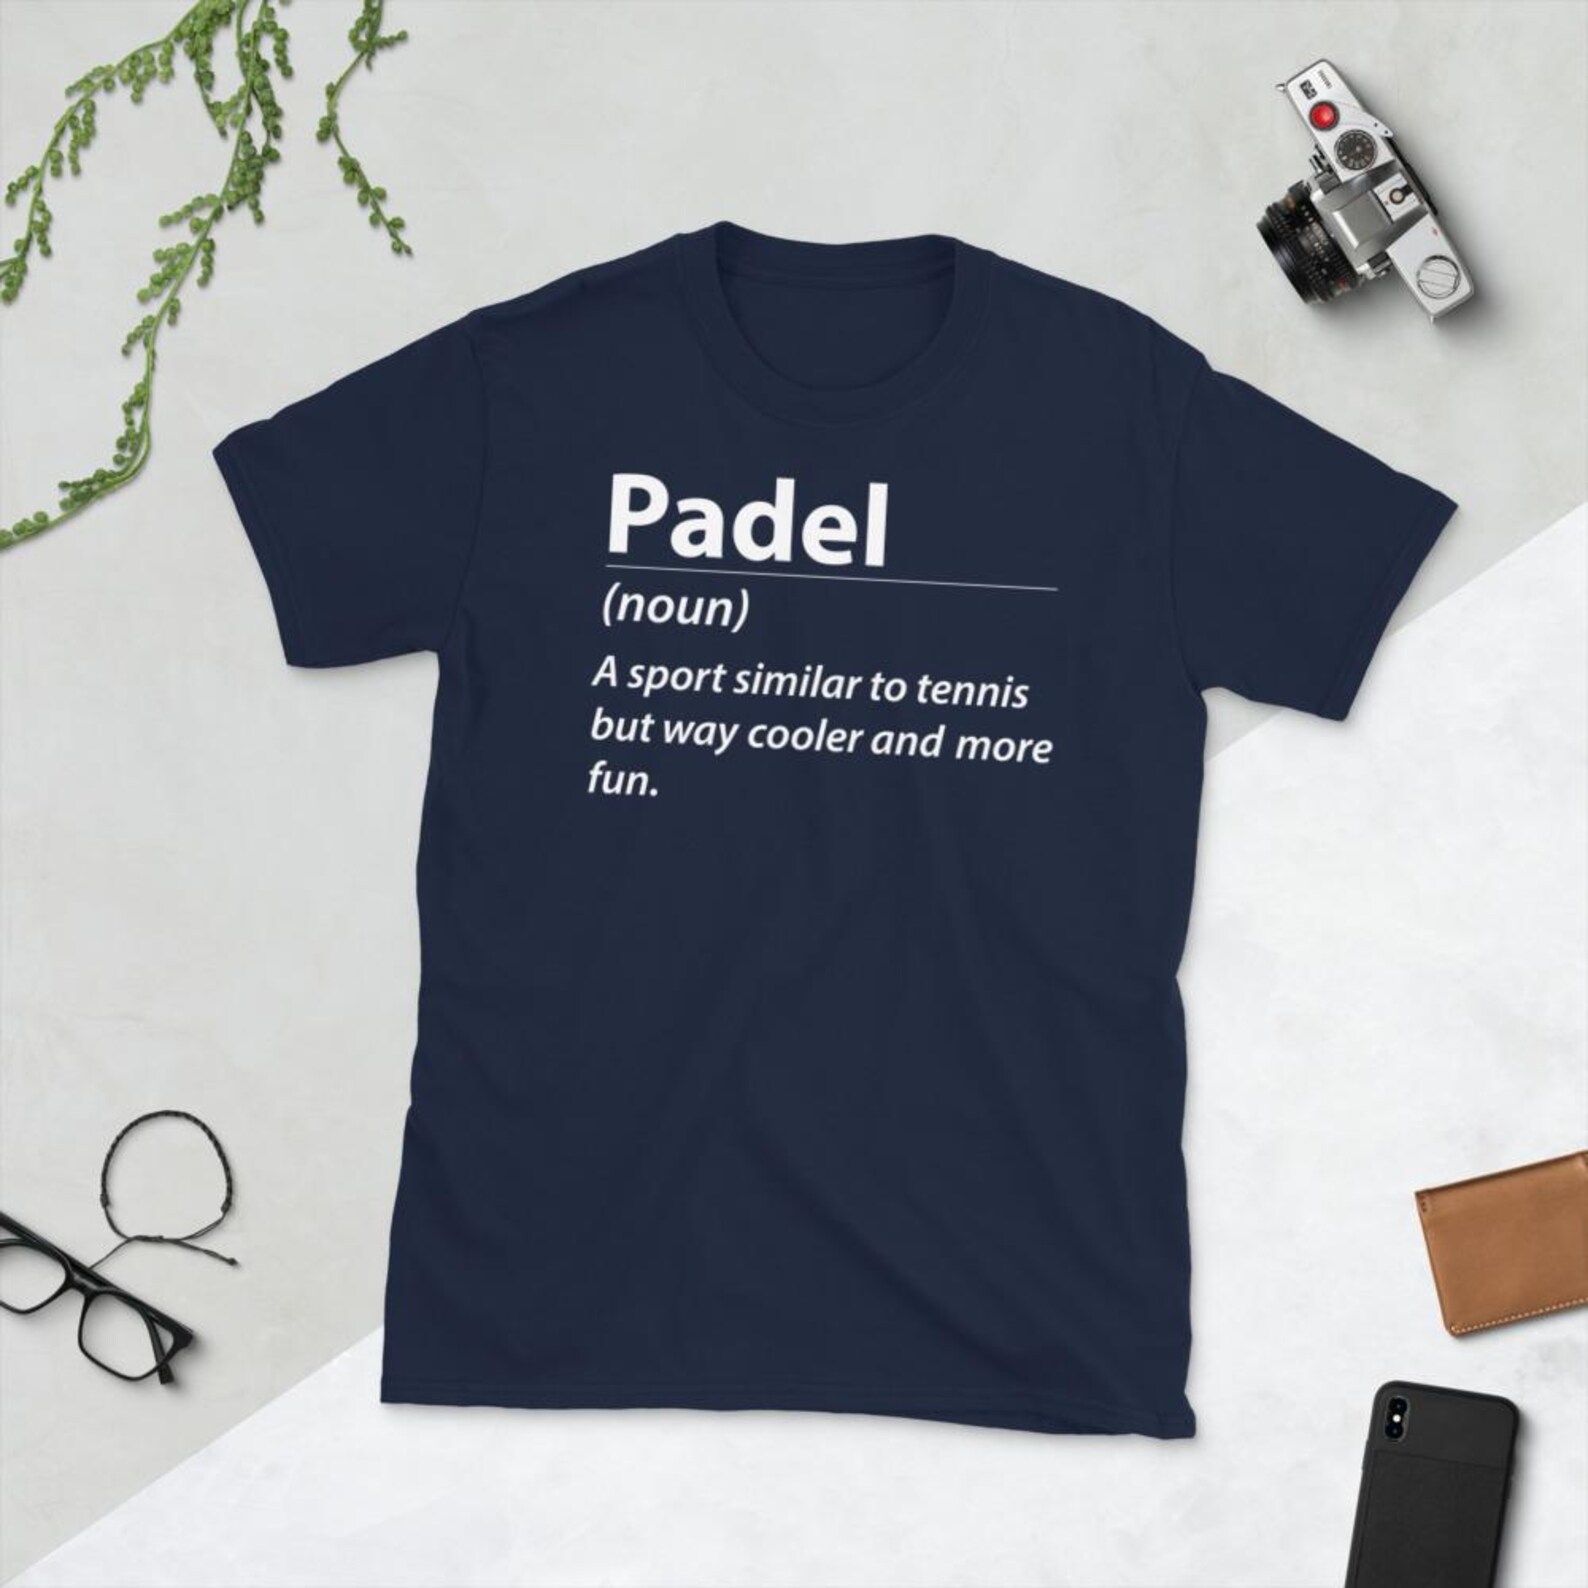 Padel
(noun)
A sport similar to tennis
but way cooler and more
fun.